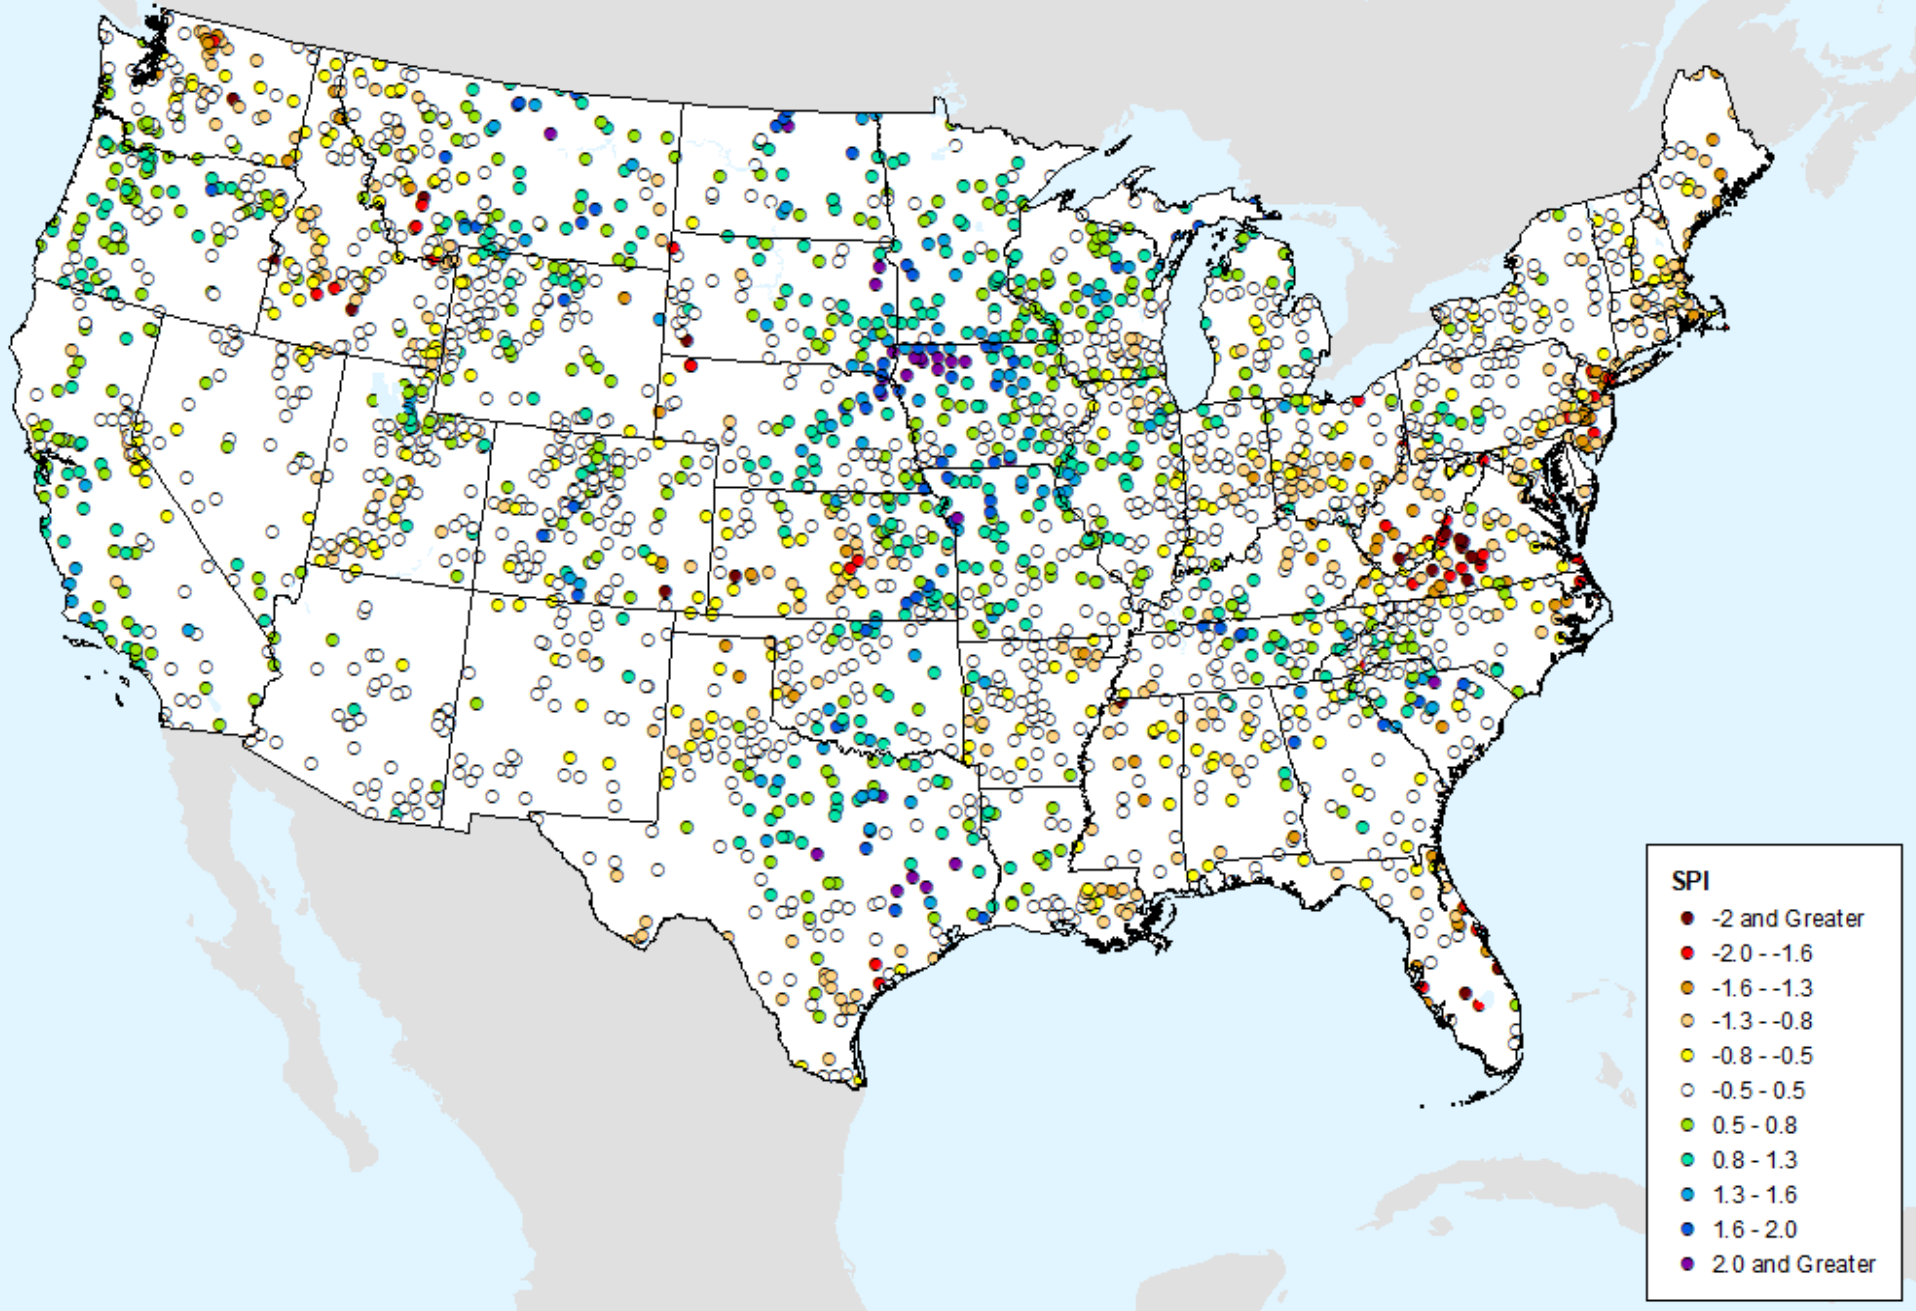 SPI
-2 and Greater
-2.0 - -1.6
-1.6 - -1.3
-1.3 - -0.8
-0.8 - -0.5
-0.5 - 0.5
0.5 - 0.8
0.8 - 1.3
1.3 - 1.6
1.6 - 2.0
2.0 and Greater